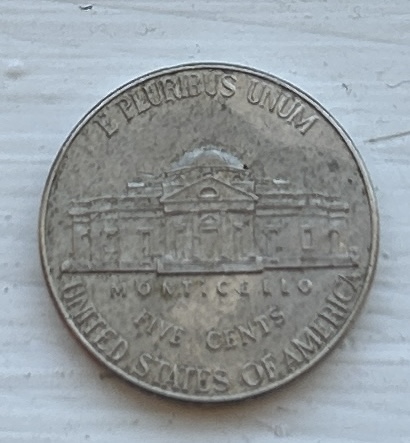 E PLURIBUS UNUM
MONTICELLO
FIVE CENTS
UNITED STATES OF AMERICA